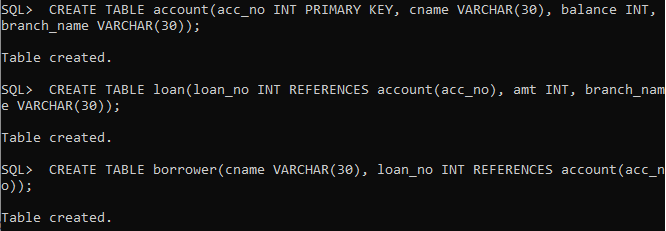 SQL>  CREATE TABLE account(acc_no INT PRIMARY KEY, cname VARCHAR(30), balance INT,
branch_name VARCHAR(30));
Table created.
SQL>  CREATE TABLE loan(loan_no INT REFERENCES account(acc_no), amt INT, branch_nam
e VARCHAR(30));
Table created.
SQL>  CREATE TABLE borrower(cname VARCHAR(30), loan_no INT REFERENCES account(acc_n
o));
Table created.